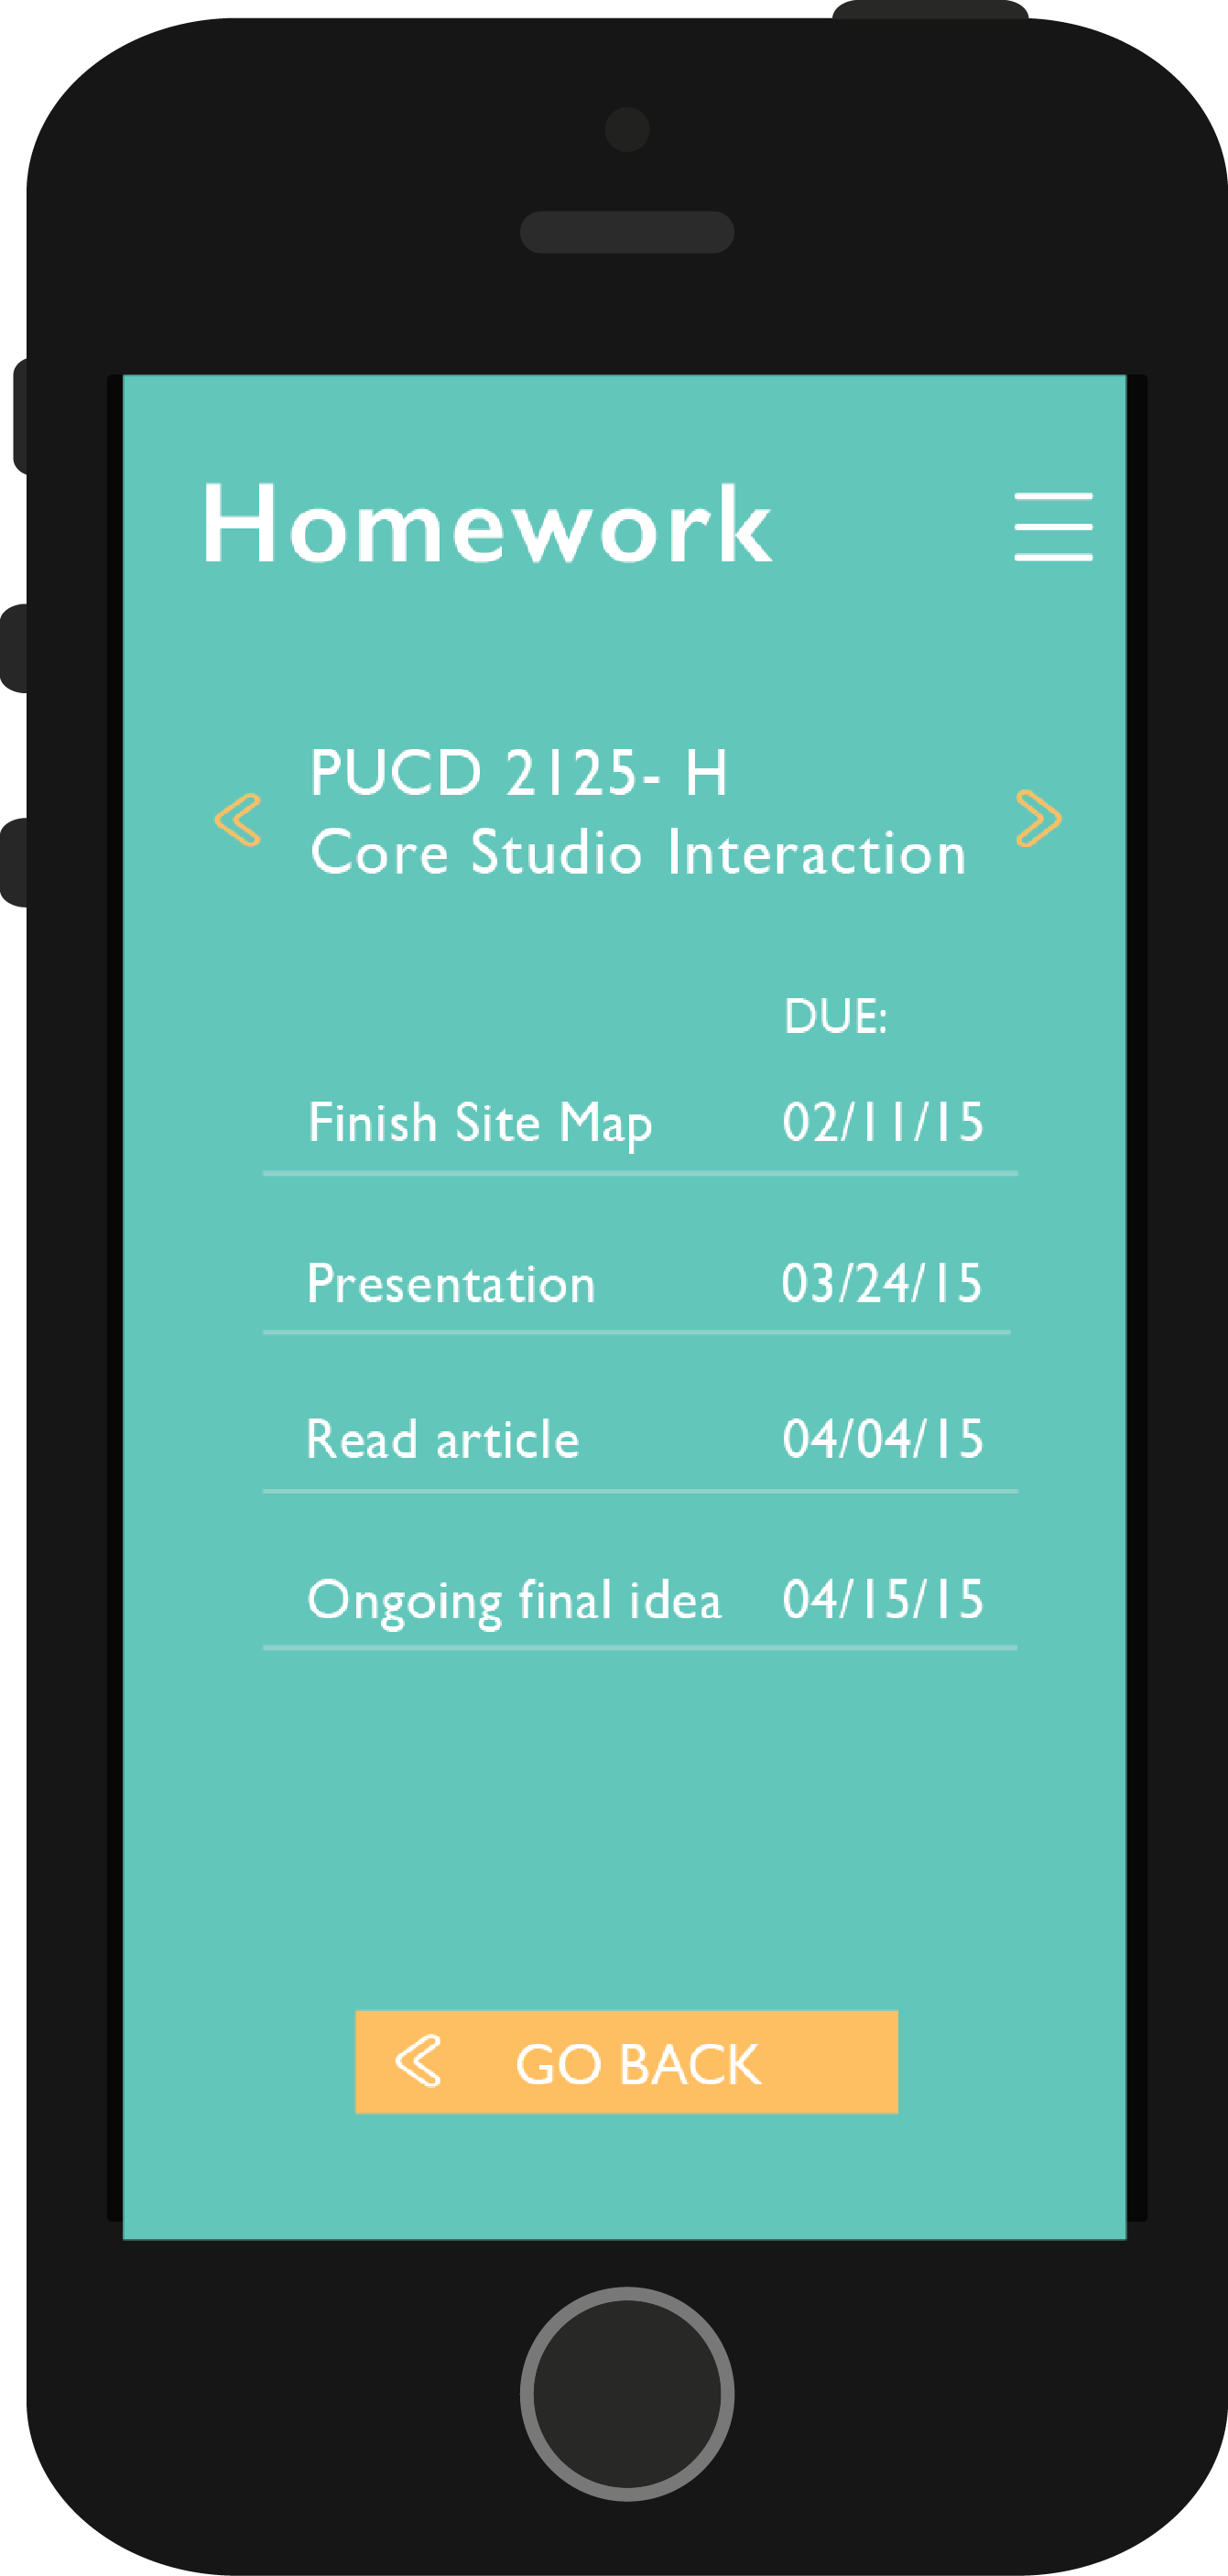 Homework
PUCD 2125- H
Core Studio Interaction
DUE:
Finish Site Map 02/11/15
Presentation 03/24/15
Read article 04/04/15
Ongoing final idea 04/15/15
GO BACK